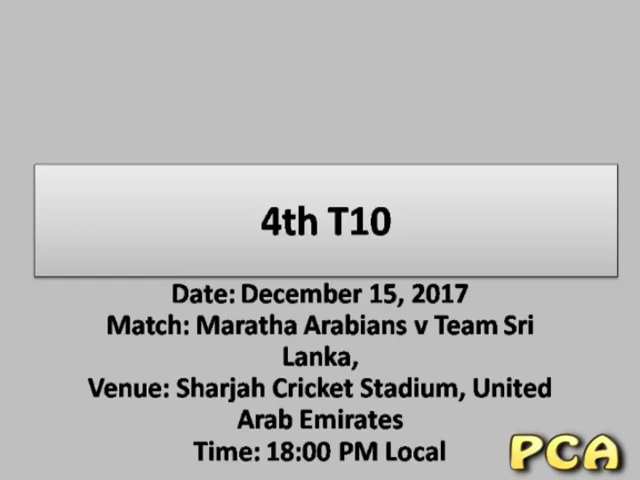 4th T10
Date: December 15, 2017
Match: Maratha Arabians v Team Sri
Lanka,
Venue: Sharjah Cricket Stadium, United
Arab Emirates
Time: 18:00 PM Local
PCA